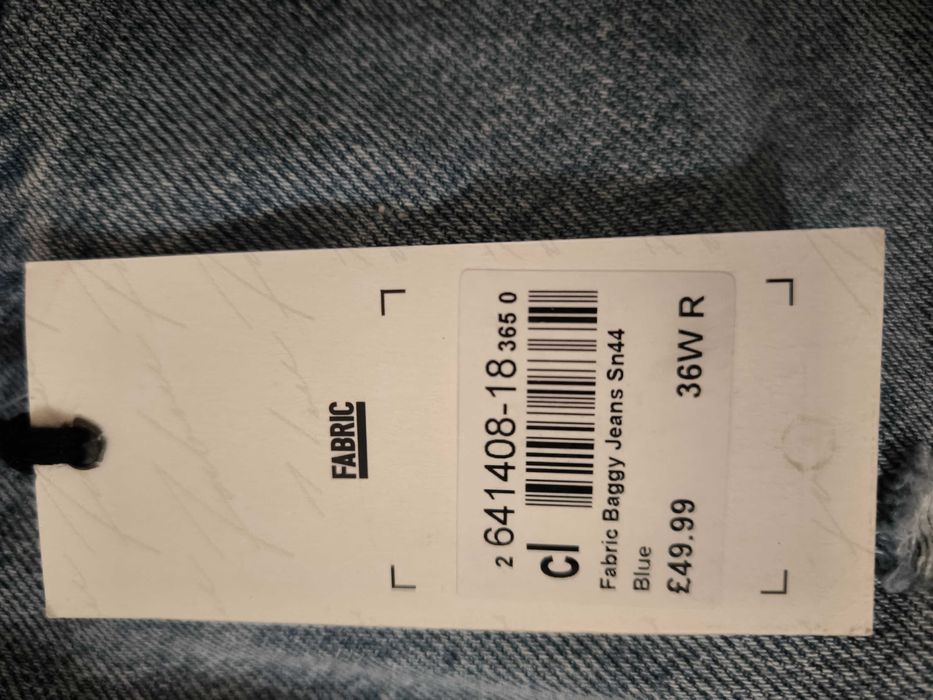 FABRIC
2 641408-18 365 0
CI
Fabric Baggy Jeans Sn44
Blue
£49.99 36W R